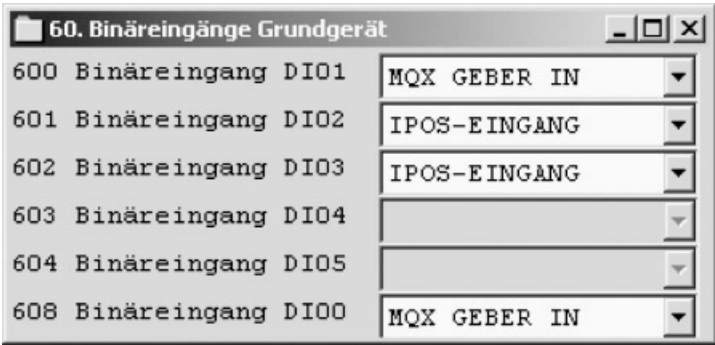 60. Binäreingänge Grundgerät
600 Binäreingang DI01 MQX GEBER IN
601 Binäreingang DI02 IPOS-EINGANG
602 Binäreingang DI03 IPOS-EINGANG
603 Binäreingang DI04
604 Binäreingang DI05
608 Binäreingang DI00 MQX GEBER IN